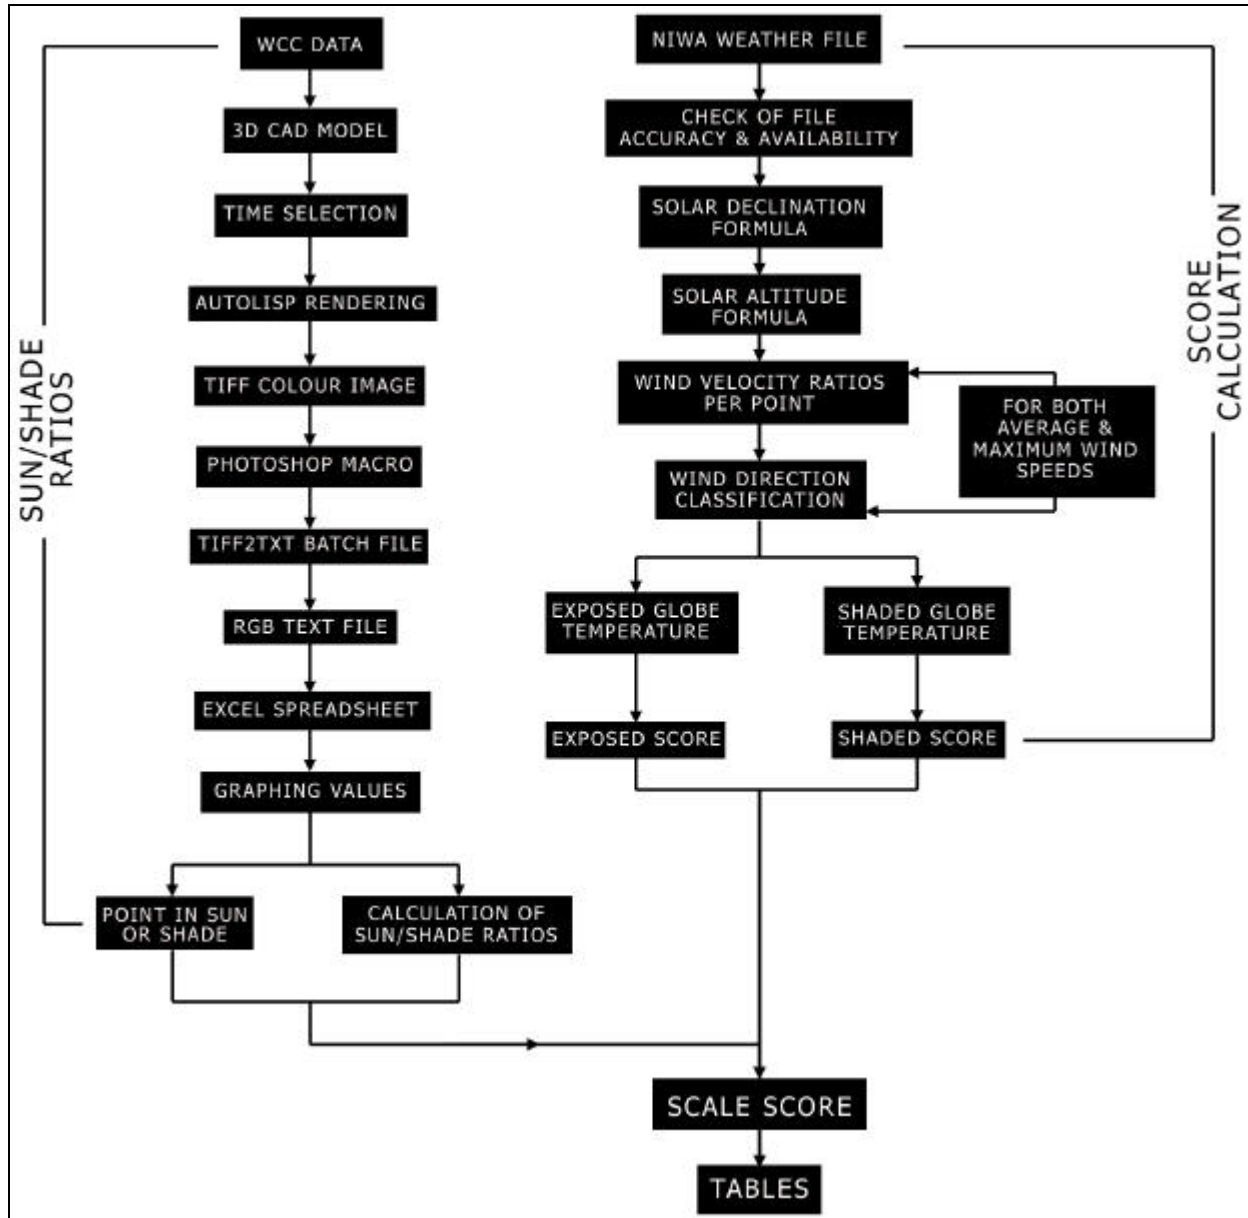 WCC DATA
3D CAD MODEL
TIME SELECTION
AUTOLISP RENDERING
TIFF COLOUR IMAGE
PHOTOSHOP MACRO
TIFF2TXT BATCH FILE
RGB TEXT FILE
EXCEL SPREADSHEET
GRAPHING VALUES
POINT IN SUN
OR SHADE
CALCULATION OF
SUN/SHADE RATIOS
SUN/SHADE
RATIOS
NIWA WEATHER FILE
CHECK OF FILE
ACCURACY & AVAILABILITY
SOLAR DECLINATION
FORMULA
SOLAR ALTITUDE
FORMULA
WIND VELOCITY RATIOS
PER POINT
FOR BOTH
AVERAGE &
MAXIMUM WIND
SPEEDS
WIND DIRECTION
CLASSIFICATION
EXPOSED GLOBE
TEMPERATURE
SHADED GLOBE
TEMPERATURE
EXPOSED SCORE
SHADED SCORE
SCORE
CALCULATION
SCALE SCORE
TABLES